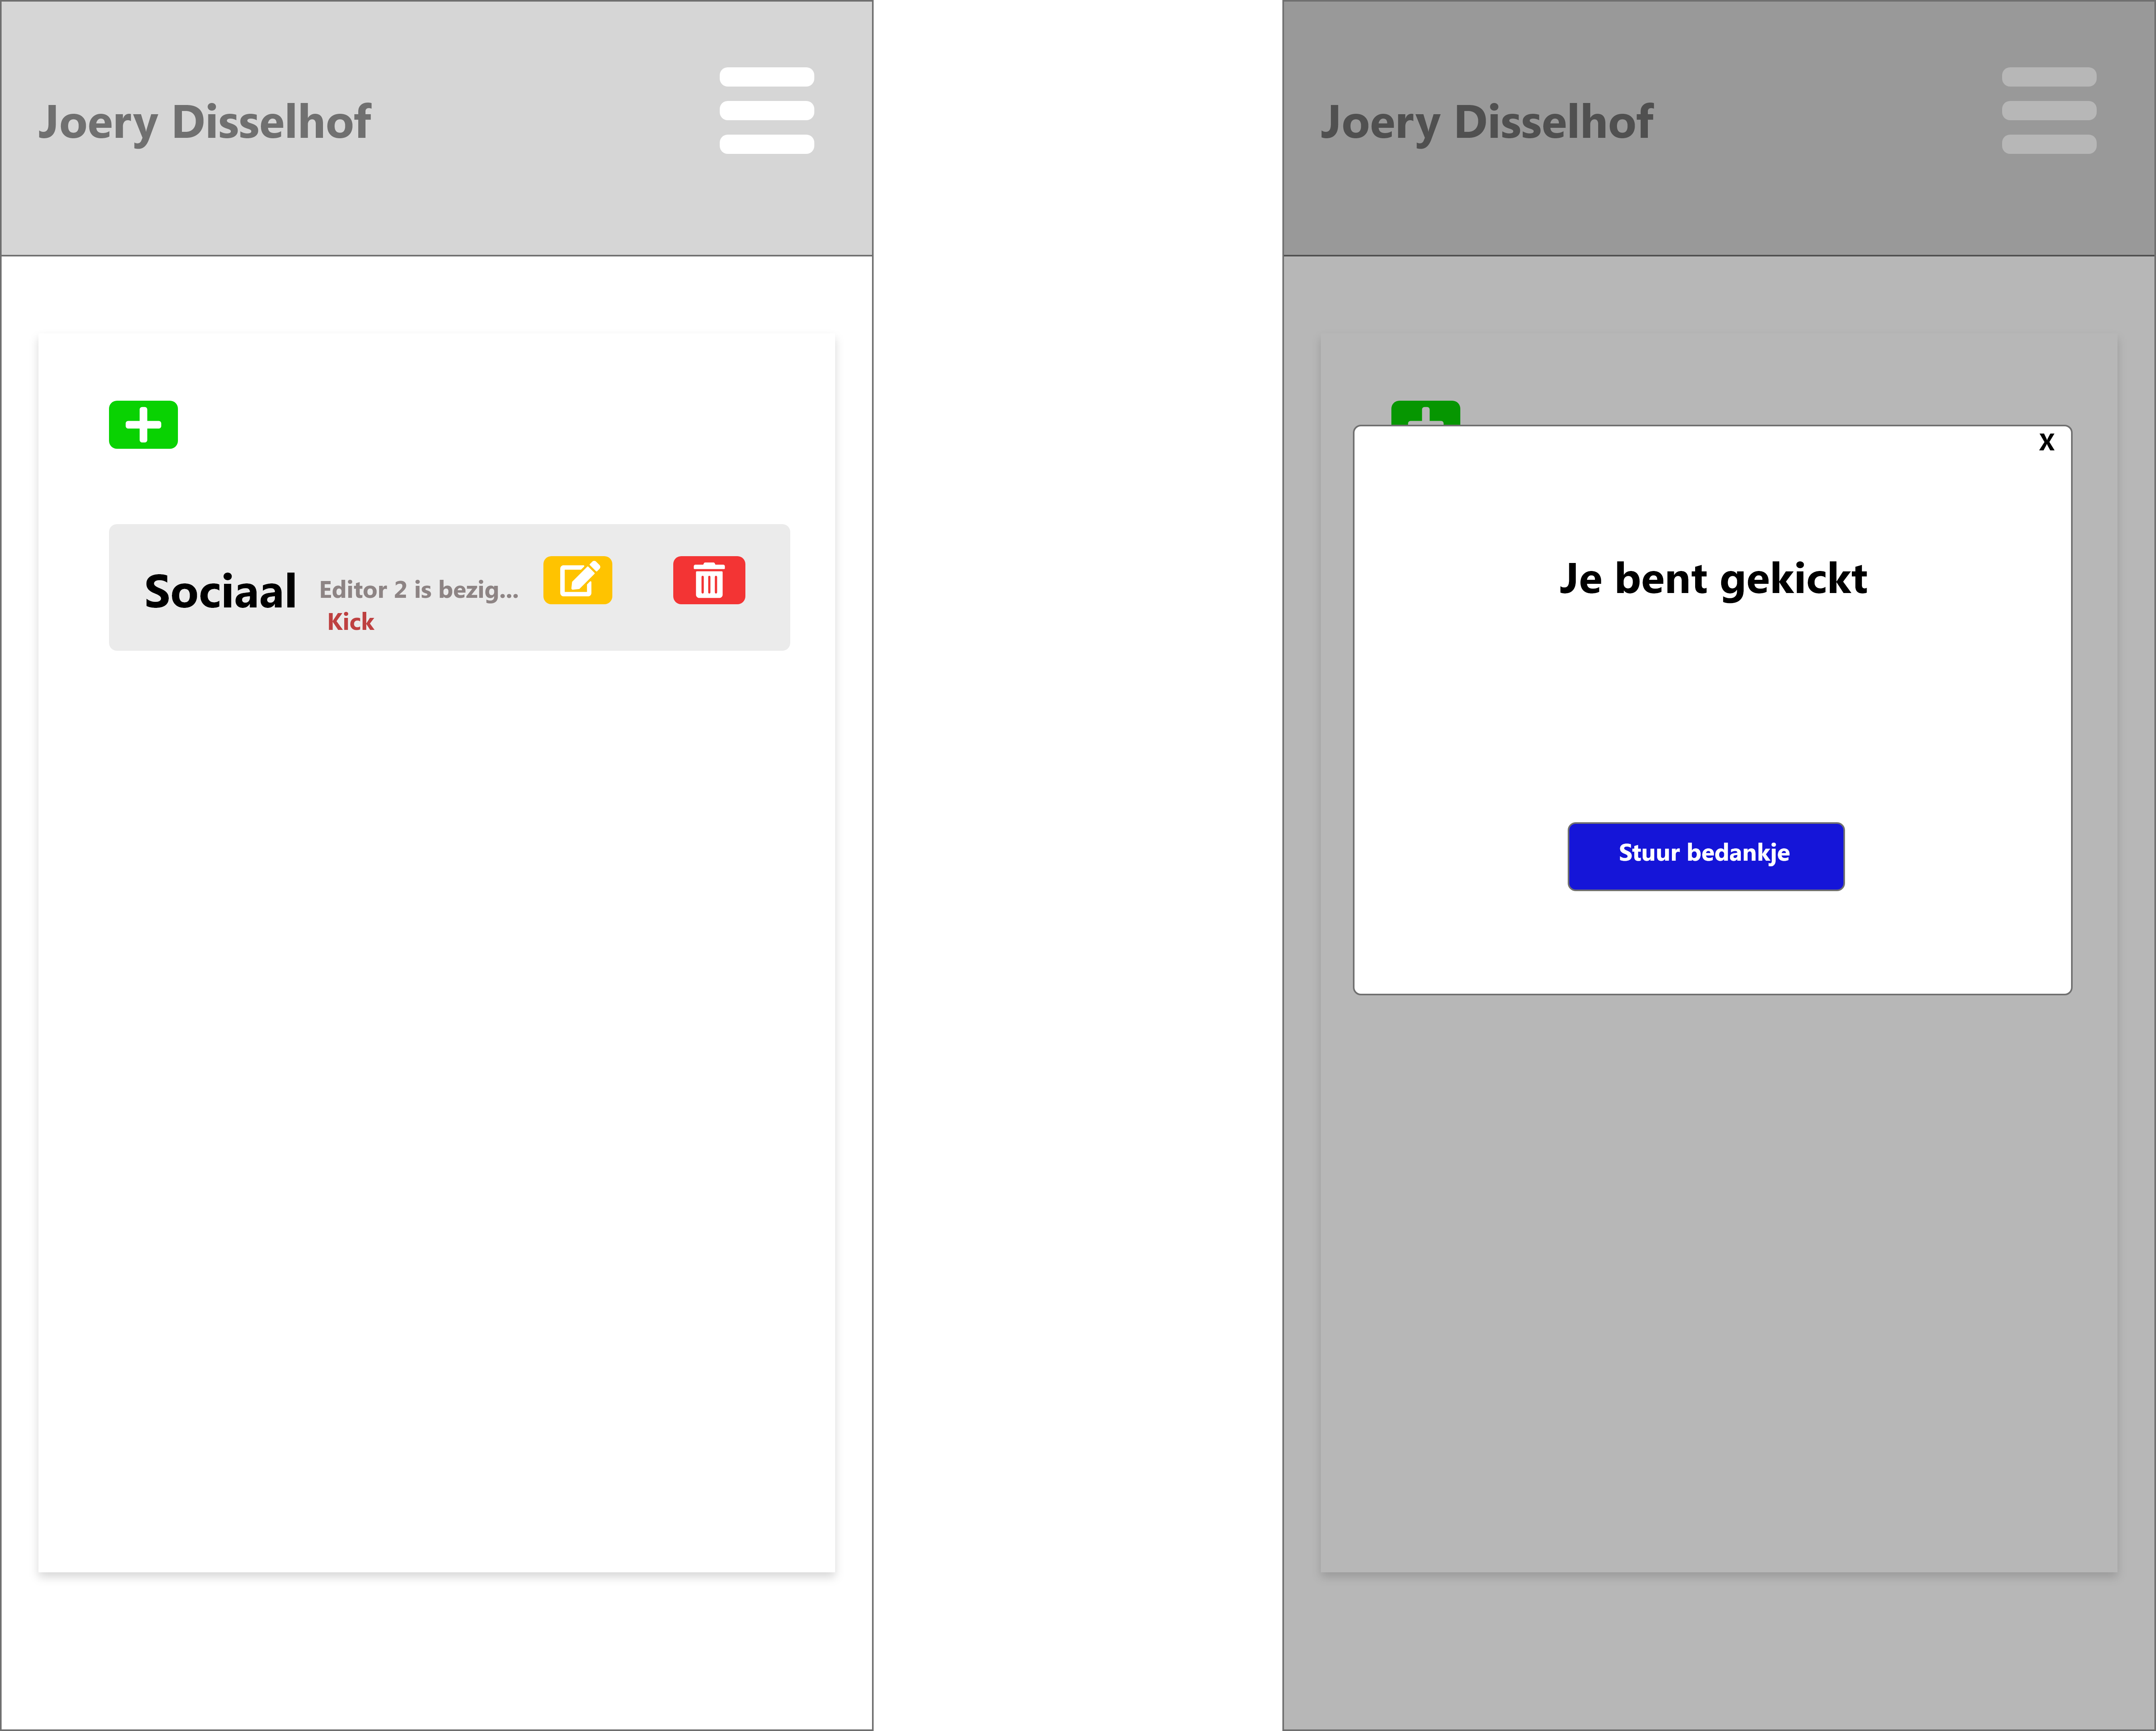 Joery Disselhof
Sociaal
Editor 2 is bezig...
Kick
Joery Disselhof
X
Je bent gekickt
Stuur bedankje